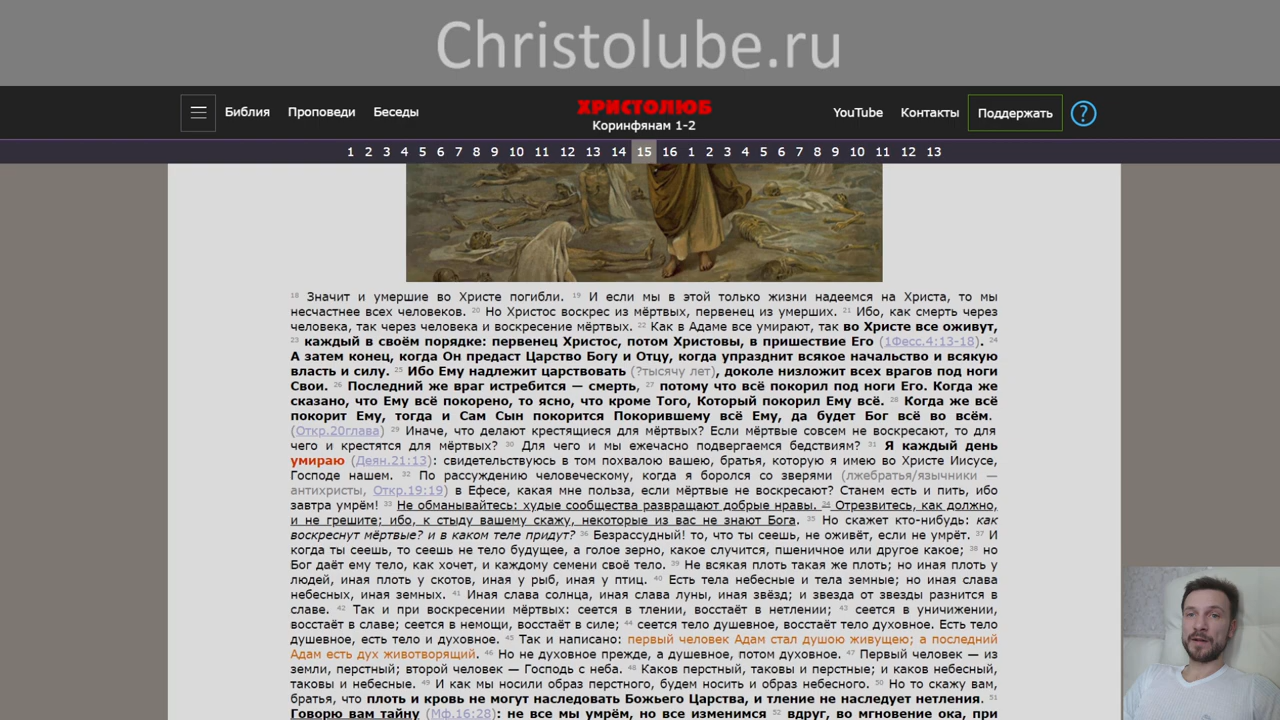 Christolube.ru
Библия Проповеди Беседы ХРИСТОЛЮБ YouTube Контакты Поддержать ?
Коринфянам 1-2
1 2 3 4 5 6 7 8 9 10 11 12 13 14 15 16 1 2 3 4 5 6 7 8 9 10 11 12 13
18 Значит и умершие во Христе погибли. 19 И если мы в этой только жизни надеемся на Христа, то мы
несчастнее всех человеков. 20 Но Христос воскрес из мёртвых, первенец из умерших. 21 Ибо, как смерть через
человека, так через человека и воскресение мёртвых. 22 Как в Адаме все умирают, так во Христе все оживут,
23 каждый в своём порядке: первенец Христос, потом Христовы, в пришествие Его (1Фесс.4:13-18). 24
А затем конец, когда Он предаст Царство Богу и Отцу, когда упразднит всякое начальство и всякую
власть и силу. 25 Ибо Ему надлежит царствовать (?тысячу лет), доколе низложит всех врагов под ноги
Свои. 26 Последний же враг истребится — смерть, 27 потому что всё покорил под ноги Его. Когда же
сказано, что Ему всё покорено, то ясно, что кроме Того, Который покорил Ему всё. 28 Когда же всё
покорит Ему, тогда и Сам Сын покорится Покорившему всё Ему, да будет Бог всё во всём.
(Откр.20глава) 29 Иначе, что делают крестящиеся для мёртвых? Если мёртвые совсем не воскресают, то для
чего и крестятся для мёртвых? 30 Для чего и мы ежечасно подвергаемся бедствиям? 31 Я каждый день
умираю (Деян.21:13): свидетельствуюсь в том похвалою вашею, братья, которую я имею во Христе Иисусе,
Господе нашем. 32 По рассуждению человеческому, когда я боролся со зверями (лжебратья/язычники —
антихристы, Откр.19:19) в Ефесе, какая мне польза, если мёртвые не воскресают? Станем есть и пить, ибо
завтра умрём! 33 Не обманывайтесь: худые сообщества развращают добрые нравы. 34 Отрезвитесь, как должно,
и не грешите; ибо, к стыду вашему скажу, некоторые из вас не знают Бога. 35 Но скажет кто-нибудь: как
воскреснут мёртвые? и в каком теле придут? 36 Безрассудный! то, что ты сеешь, не оживёт, если не умрёт. 37 И
когда ты сеешь, то сеешь не тело будущее, а голое зерно, какое случится, пшеничное или другое какое; 38 но
Бог даёт ему тело, как хочет, и каждому семени своё тело. 39 Не всякая плоть такая же плоть; но иная плоть у
людей, иная плоть у скотов, иная у рыб, иная у птиц. 40 Есть тела небесные и тела земные; но иная слава
небесных, иная земных. 41 Иная слава солнца, иная слава луны, иная звёзд; и звезда от звезды разнится в
славе. 42 Так и при воскресении мёртвых: сеется в тлении, восстаёт в нетлении; 43 сеется в уничижении,
восстаёт в славе; сеется в немощи, восстаёт в силе; 44 сеется тело душевное, восстаёт тело духовное. Есть тело
душевное, есть тело и духовное. 45 Так и написано: первый человек Адам стал душою живущею; а последний
Адам есть дух животворящий. 46 Но не духовное прежде, а душевное, потом духовное. 47 Первый человек — из
земли, перстный; второй человек — Господь с неба. 48 Каков перстный, таковы и перстные; и каков небесный,
таковы и небесные. 49 И как мы носили образ перстного, будем носить и образ небесного. 50 Но то скажу вам,
братья, что плоть и кровь не могут наследовать Божьего Царства, и тление не наследует нетления. 51
Говорю вам тайну (Мф.16:28): не все мы умрём, но все изменимся 52 вдруг, во мгновение ока, при